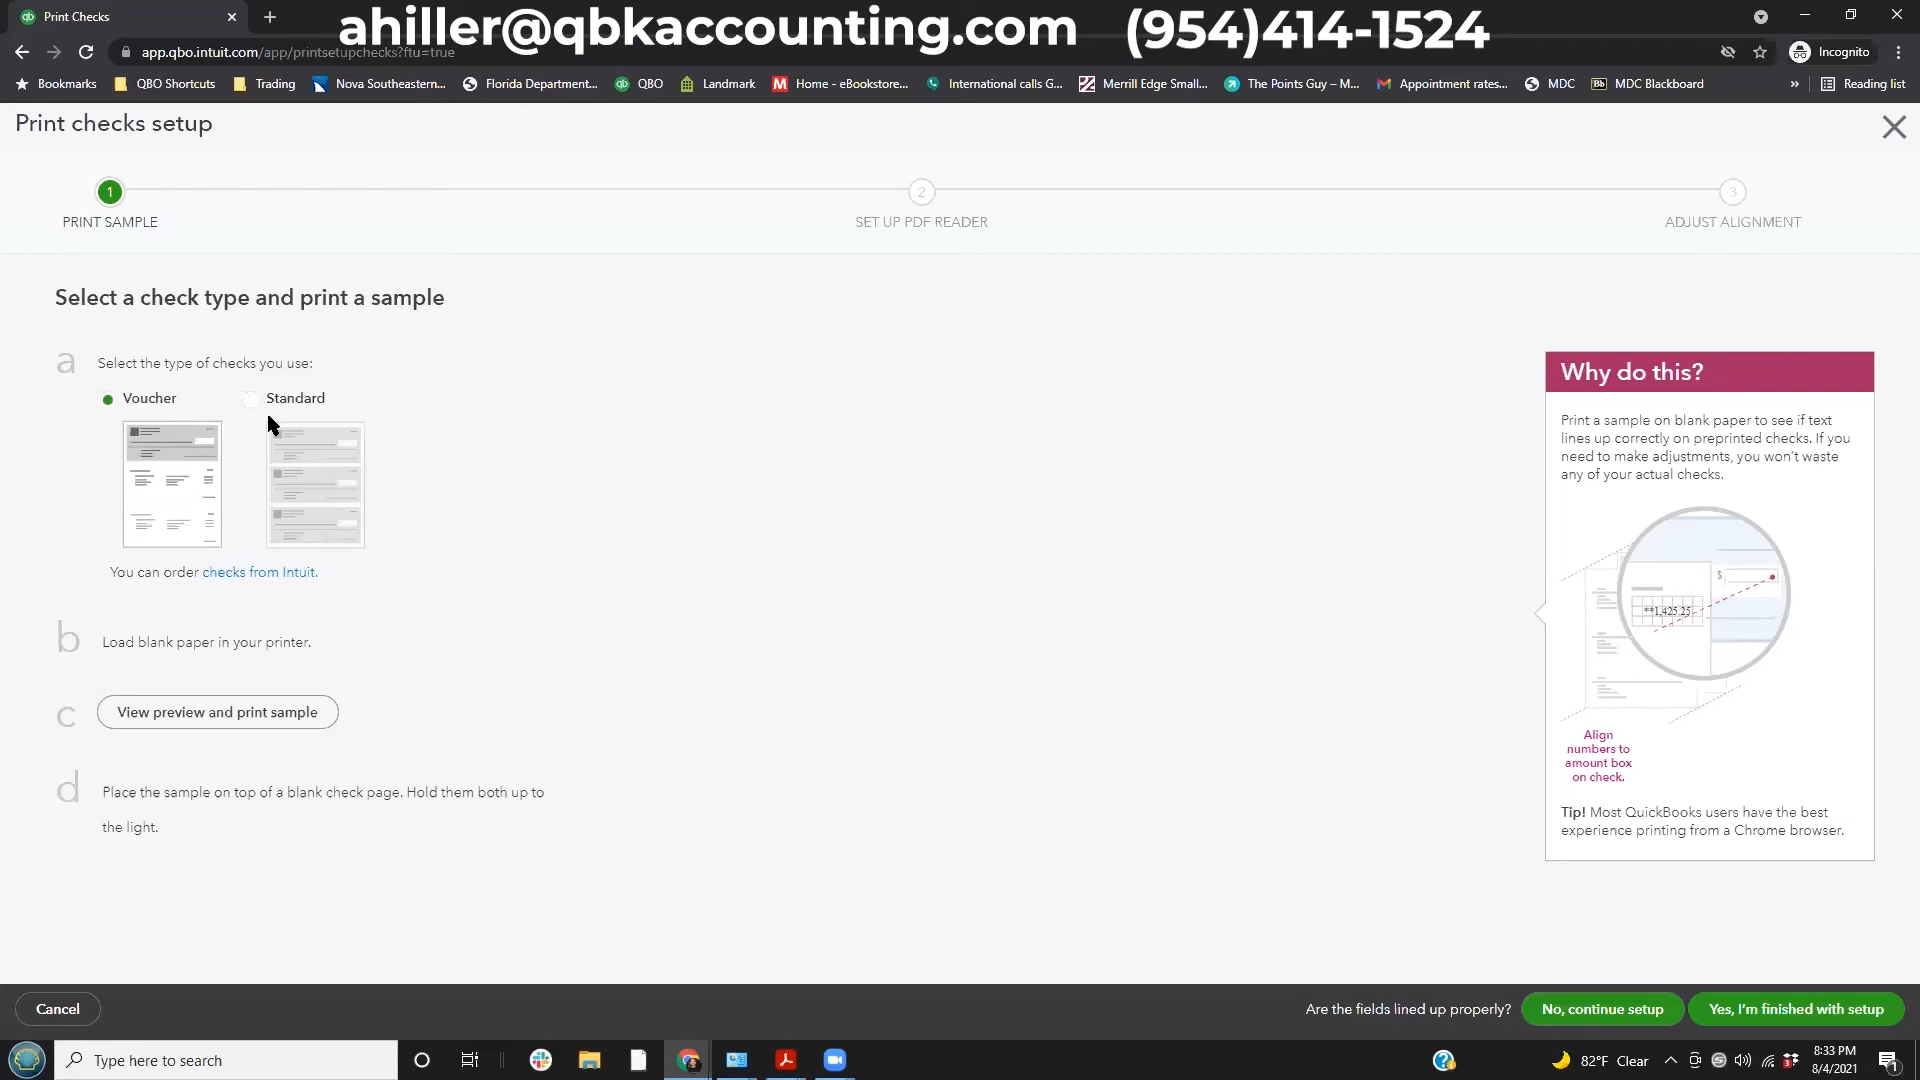 Print Checks
ahiller@qbkaccounting.com (954)414-1524
app.qbo.intuit.com/app/printsetupchecks?ftu=true
Incognito
Bookmarks
QBO Shortcuts
Trading
Nova Southeastern...
Florida Department...
QBO
Landmark
M Home - eBookstore...
International calls G...
Merrill Edge Small...
The Points Guy – M...
Appointment rates...
MDC
Bb MDC Blackboard
»
Reading list
Print checks setup
1
2
3
PRINT SAMPLE
SET UP PDF READER
ADJUST ALIGNMENT
Select a check type and print a sample
a Select the type of checks you use:
Voucher
Standard
You can order checks from Intuit.
b Load blank paper in your printer.
c View preview and print sample
d Place the sample on top of a blank check page. Hold them both up to
the light.
Why do this?
Print a sample on blank paper to see if text
lines up correctly on preprinted checks. If you
need to make adjustments, you won't waste
any of your actual checks.
$
**1,425.25
Align
numbers to
amount box
on check.
Tip! Most QuickBooks users have the best
experience printing from a Chrome browser.
Cancel
Are the fields lined up properly?
No, continue setup
Yes, I'm finished with setup
Type here to search
82°F Clear
8:33 PM
8/4/2021